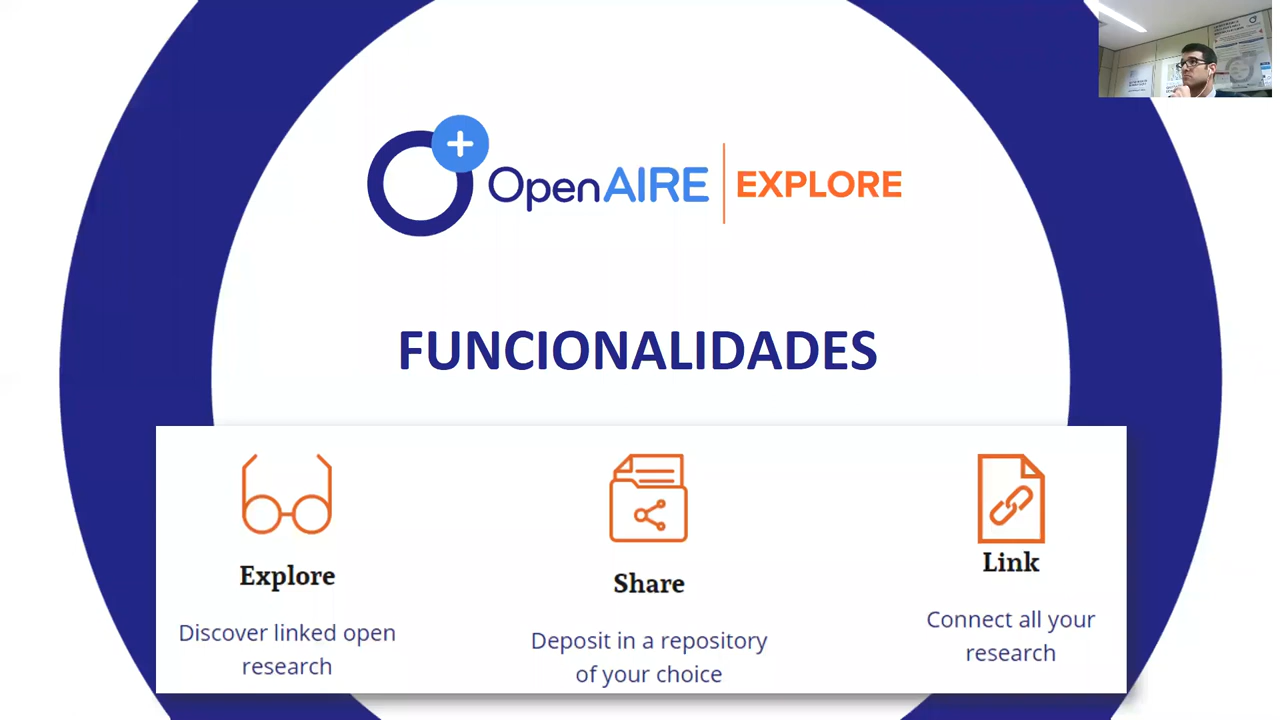 OpenAIRE | EXPLORE
FUNCIONALIDADES
Explore
Discover linked open
research
Share
Deposit in a repository
of your choice
Link
Connect all your
research